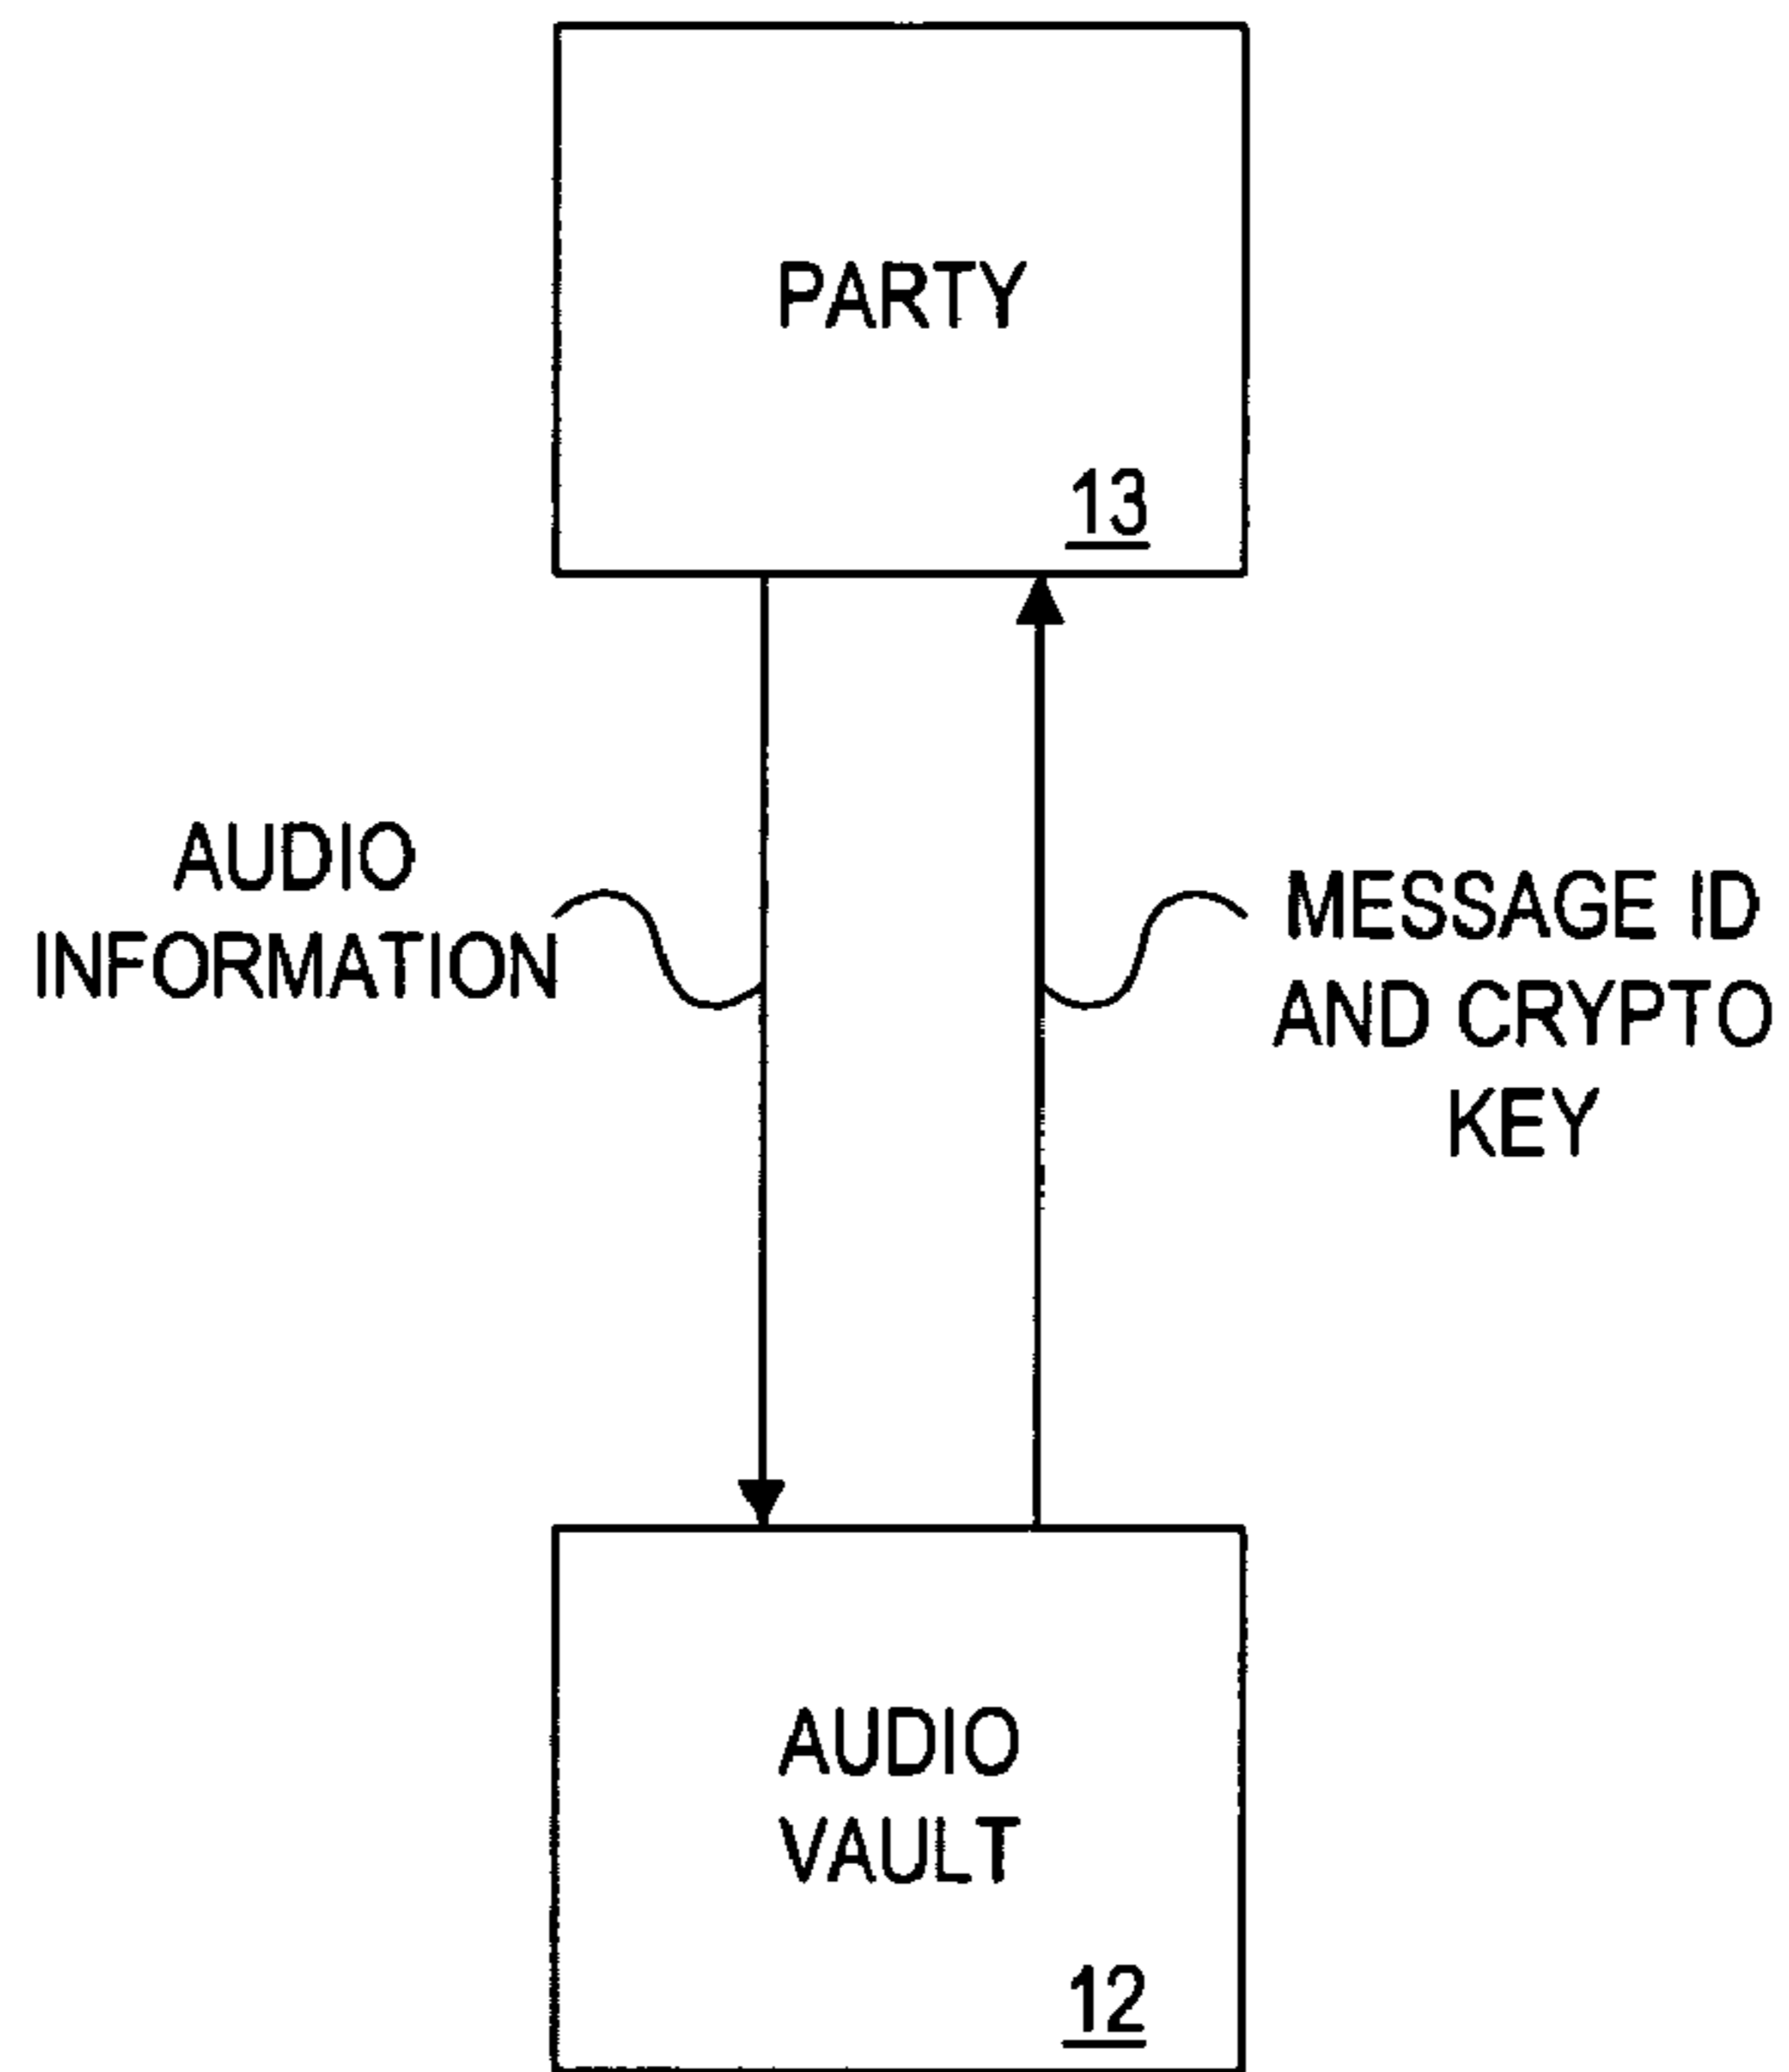 PARTY
13
AUDIO
INFORMATION
MESSAGE ID
AND CRYPTO
KEY
AUDIO
VAULT
12